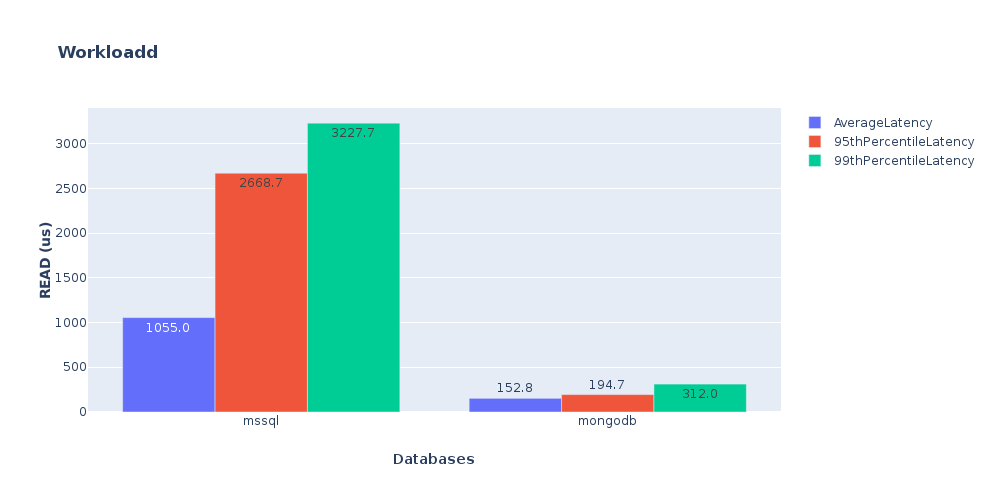 Workloadd
AverageLatency
95thPercentileLatency
99thPercentileLatency
READ (us)
3000
2500
2000
1500
1000
500
0
1055.0
2668.7
3227.7
152.8
194.7
312.0
mssql
mongodb
Databases